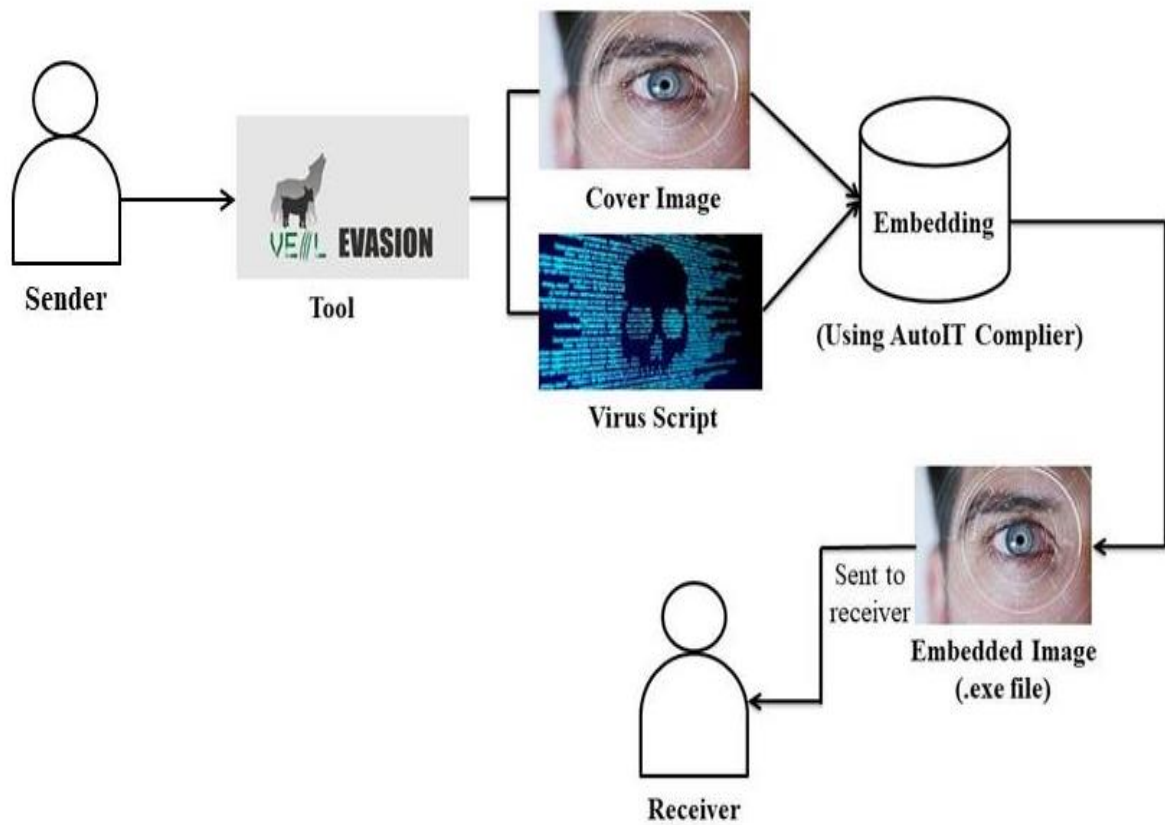 Sender
VEIL EVASION
Tool
Cover Image
Virus Script
Embedding
(Using AutoIT Complier)
Sent to
receiver
Embedded Image
(.exe file)
Receiver